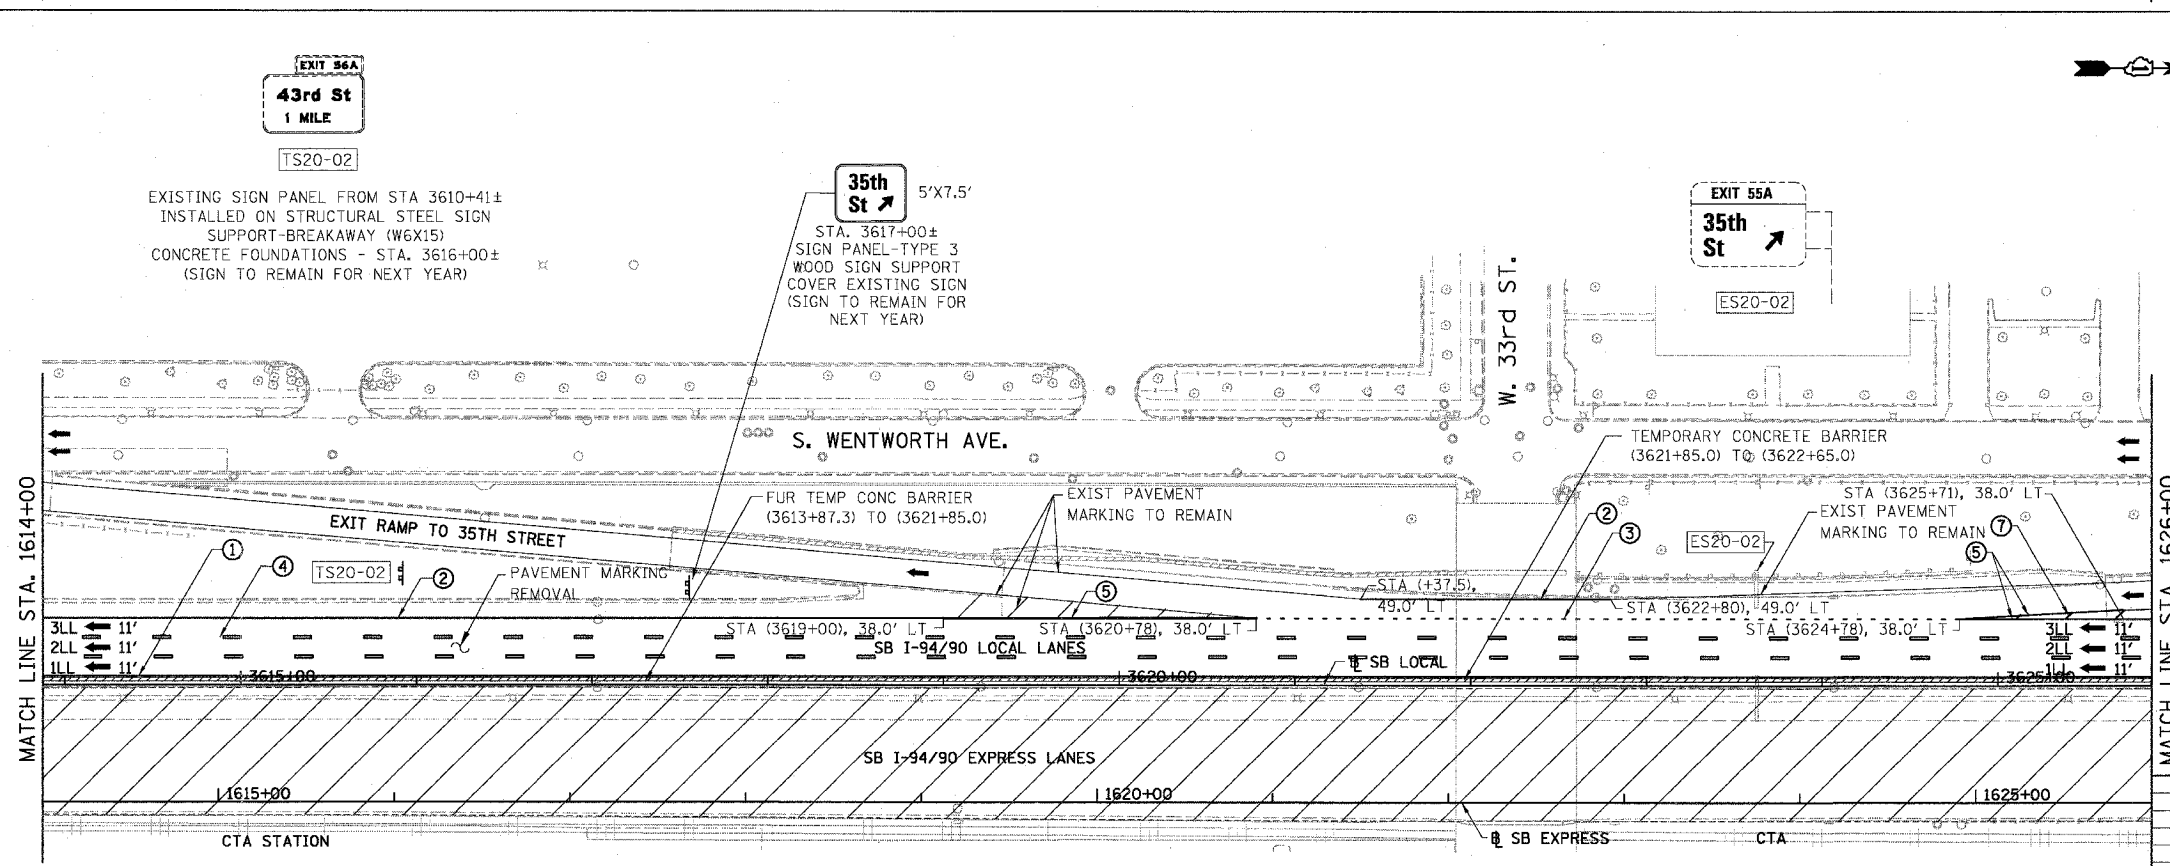 EXIT 56A
43rd St
1 MILE
TS20-02
EXISTING SIGN PANEL FROM STA 3610+41±
INSTALLED ON STRUCTURAL STEEL SIGN
SUPPORT-BREAKAWAY (W6X15)
CONCRETE FOUNDATIONS - STA. 3616+00±
(SIGN TO REMAIN FOR NEXT YEAR)
35th
St
5'X7.5'
STA. 3617+00±
SIGN PANEL-TYPE 3
WOOD SIGN SUPPORT
COVER EXISTING SIGN
(SIGN TO REMAIN FOR
NEXT YEAR)
EXIT 55A
35th
St
ES20-02
W. 33rd ST.
S. WENTWORTH AVE.
TEMPORARY CONCRETE BARRIER
(3621+85.0) TO (3622+65.0)
FUR TEMP CONC BARRIER
(3613+87.3) TO (3621+85.0)
EXIST PAVEMENT
MARKING TO REMAIN
STA (3625+71), 38.0' LT
EXIST PAVEMENT
MARKING TO REMAIN
EXIT RAMP TO 35TH STREET
1
4
TS20-02
2
PAVEMENT MARKING
REMOVAL
5
2
3
ES20-02
7
5
STA (+37.5),
49.0' LT
STA (3622+80), 49.0' LT
STA (3619+00), 38.0' LT
STA (3620+78), 38.0' LT
STA (3624+78), 38.0' LT
3LL 11'
2LL 11'
1LL 11'
SB I-94/90 LOCAL LANES
℄ SB LOCAL
3LL 11'
2LL 11'
1LL 11'
3615+00
3620+00
3625+00
SB I-94/90 EXPRESS LANES
1615+00
1620+00
1625+00
CTA STATION
℄ SB EXPRESS
CTA
MATCH LINE STA. 1614+00
MATCH LINE STA. 1626+00